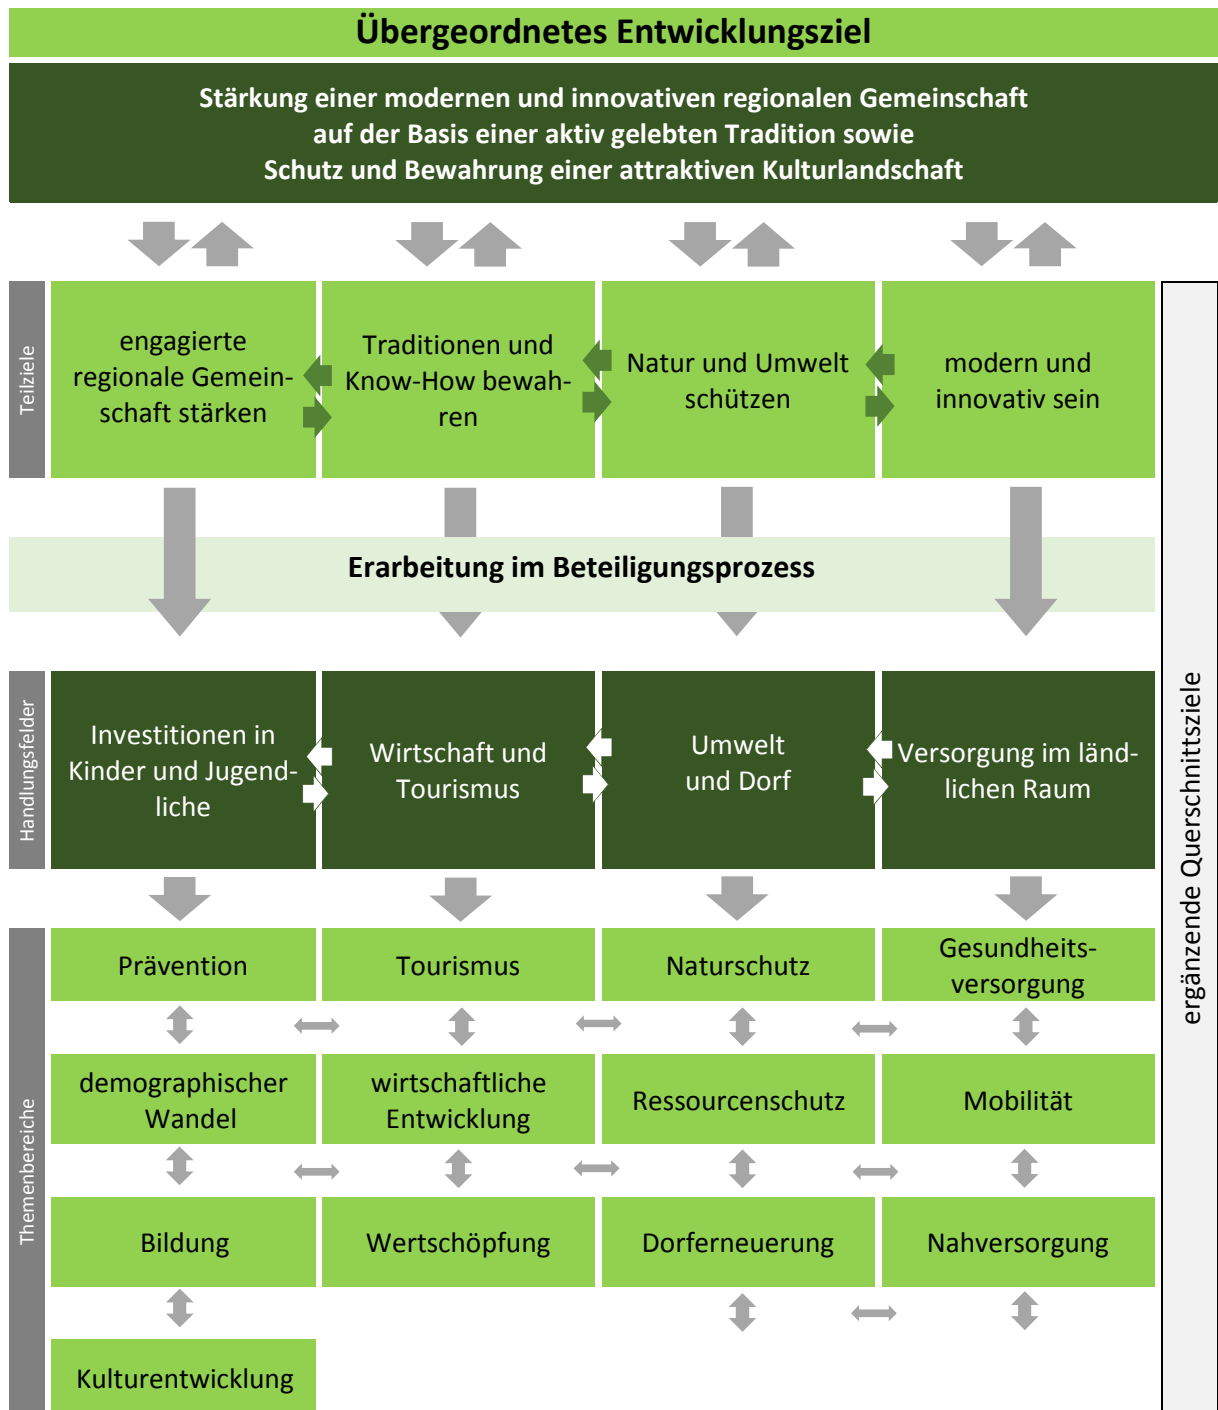 Übergeordnetes Entwicklungsziel
Stärkung einer modernen und innovativen regionalen Gemeinschaft
auf der Basis einer aktiv gelebten Tradition sowie
Schutz und Bewahrung einer attraktiven Kulturlandschaft
Teilziele
engagierte
regionale Gemein-
schaft stärken
Traditionen und
Know-How bewah-
ren
Natur und Umwelt
schützen
modern und
innovativ sein
Erarbeitung im Beteiligungsprozess
Handlungsfelder
Investitionen in
Kinder und Jugend-
liche
Wirtschaft und
Tourismus
Umwelt
und Dorf
Versorgung im länd-
lichen Raum
Themenbereiche
Prävention
Tourismus
Naturschutz
Gesundheits-
versorgung
demographischer
Wandel
wirtschaftliche
Entwicklung
Ressourcenschutz
Mobilität
Bildung
Wertschöpfung
Dorferneuerung
Nahversorgung
Kulturentwicklung
ergänzende Querschnittsziele